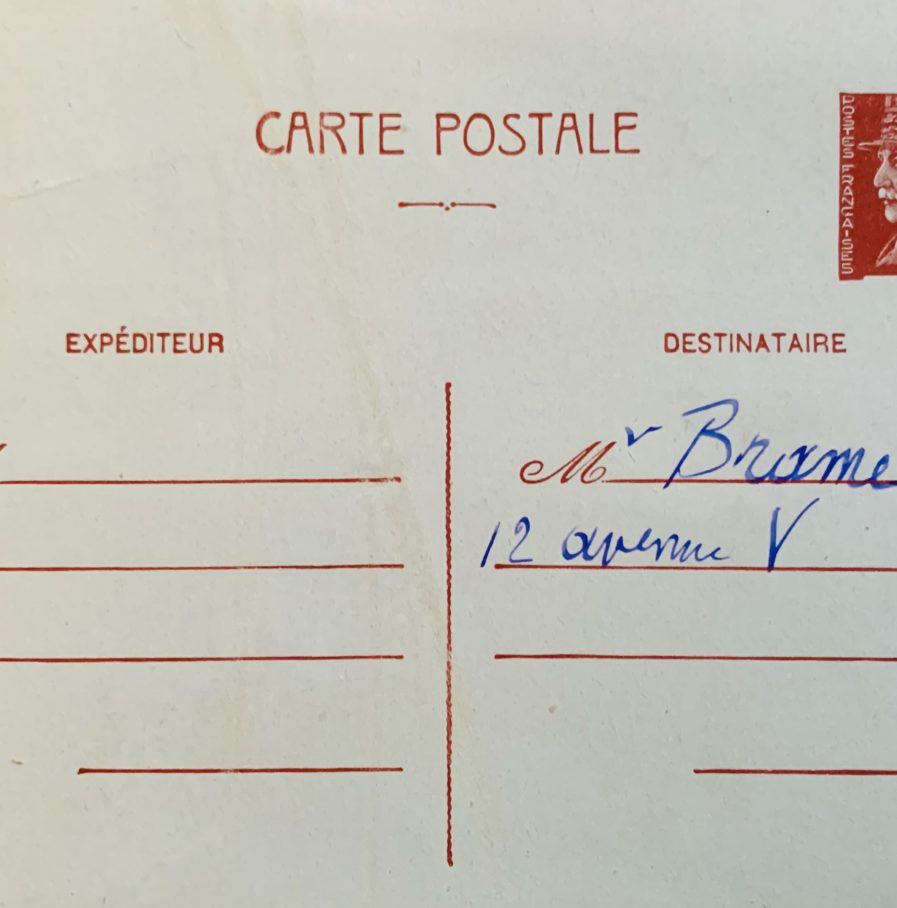 CARTE POSTALE
POSTES FRANÇAISES
EXPÉDITEUR
DESTINATAIRE
Mr Brame
12 avenue V